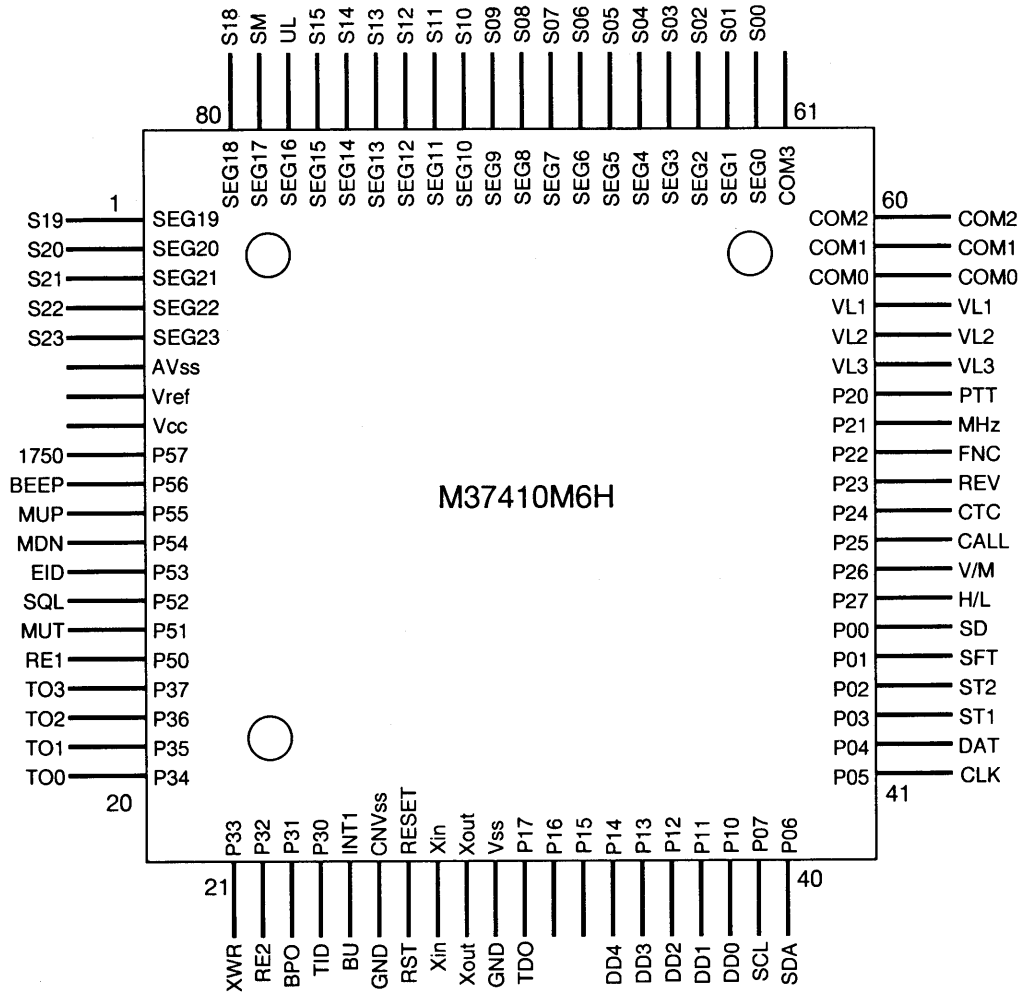 S18 SM UL S15 S14 S13 S12 S11 S10 S09 S08 S07 S06 S05 S04 S03 S02 S01 S00
80 61
SEG18 SEG17 SEG16 SEG15 SEG14 SEG13 SEG12 SEG11 SEG10 SEG9 SEG8 SEG7 SEG6 SEG5 SEG4 SEG3 SEG2 SEG1 SEG0 COM3
1 60
S19 SEG19 COM2 COM2
S20 SEG20 COM1 COM1
S21 SEG21 COM0 COM0
S22 SEG22 VL1 VL1
S23 SEG23 VL2 VL2
AVss VL3 VL3
Vref P20 PTT
Vcc P21 MHz
1750 P57 P22 FNC
BEEP P56 P23 REV
M37410M6H
MUP P55 P24 CTC
MDN P54 P25 CALL
EID P53 P26 V/M
SQL P52 P27 H/L
MUT P51 P00 SD
RE1 P50 P01 SFT
TO3 P37 P02 ST2
TO2 P36 P03 ST1
TO1 P35 P04 DAT
TO0 P34 P05 CLK
20 41
P33 P32 P31 P30 INT1 CNVss RESET Xin Xout Vss P17 P16 P15 P14 P13 P12 P11 P10 P07 P06
21 40
XWR RE2 BPO TID BU GND RST Xin Xout GND TDO DD4 DD3 DD2 DD1 DD0 SCL SDA